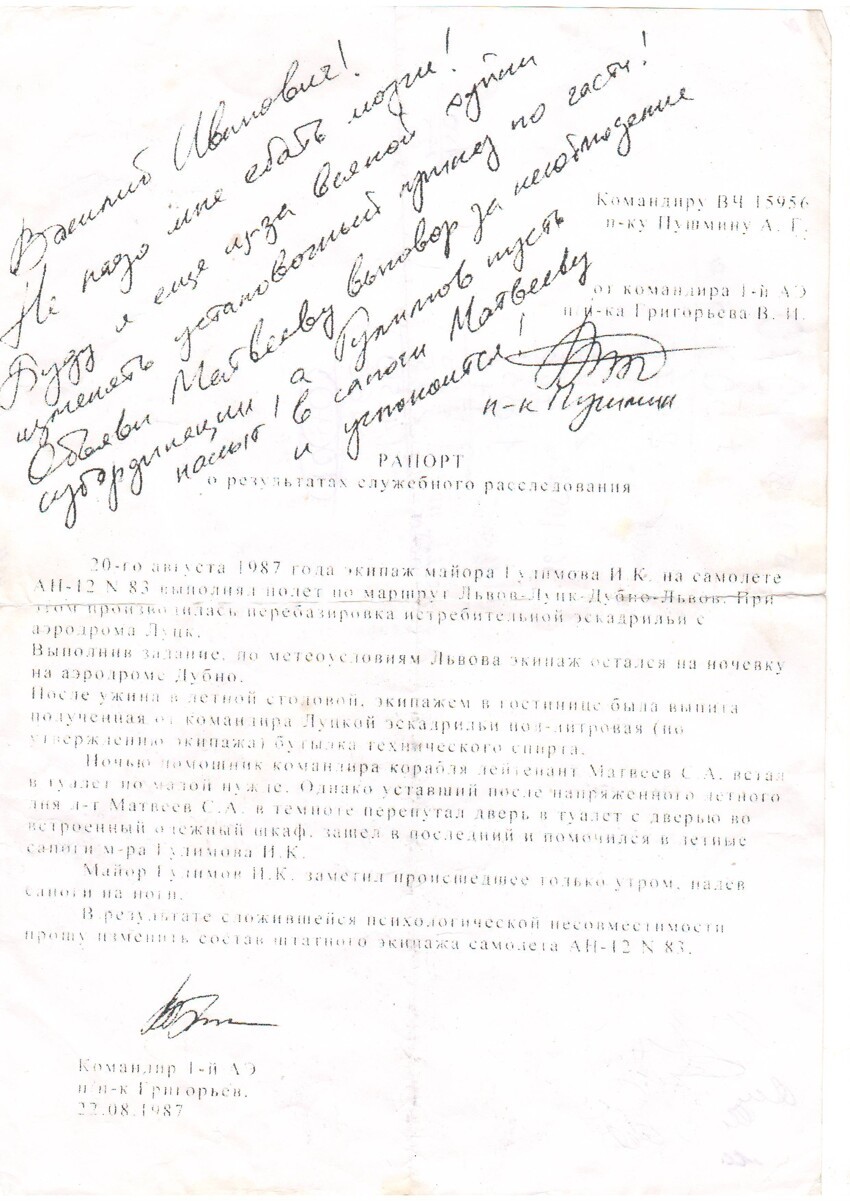 Василий Иванович!
Не надо мне ебать мозги!
Буду я еще из-за всякой хуйни
изменять установочный приказ по части!
Объяви Матвееву выговор за несоблюдение
субординации, а Гулимов пусть
нассыт в сапоги Матвееву
и успокоится!
п-к Пушмин
Командиру ВЧ 15956
п-ку Пушмину А. Г.
от командира 1-й АЭ
п/п-ка Григорьева В. И.
РАПОРТ
о результатах служебного расследования
20-го августа 1987 года экипаж майора Гулимова И.К. на самолете
АН-12 N 83 выполнял полет по маршруту Львов-Луцк-Дубно-Львов. При
этом производилась перебазировка истребительной эскадрильи с
аэродрома Луцк.
Выполнив задание, по метеоусловиям Львова экипаж остался на ночевку
на аэродроме Дубно.
После ужина в летной столовой, экипажем в гостинице была выпита
полученная от командира Луцкой эскадрильи пол-литровая (по
утверждению экипажа) бутылка технического спирта.
Ночью помошник командира корабля лейтенант Матвеев С.А. встал
в туалет по малой нужде. Однако уставший после напряженного летного
дня л-т Матвеев С.А. в темноте перепутал дверь в туалет с дверью во
встроенный одежный шкаф, зашел в последний и помочился в летные
сапоги м-ра Гулимова И.К.
Майор Гулимов И.К. заметил происшедшее только утром, надев
сапоги на ноги.
В результате сложившейся психологической несовместимости
прошу изменить состав штатного экипажа самолета АН-12 N 83.
Командир 1-й АЭ
п/п-к Григорьев.
22.08.1987